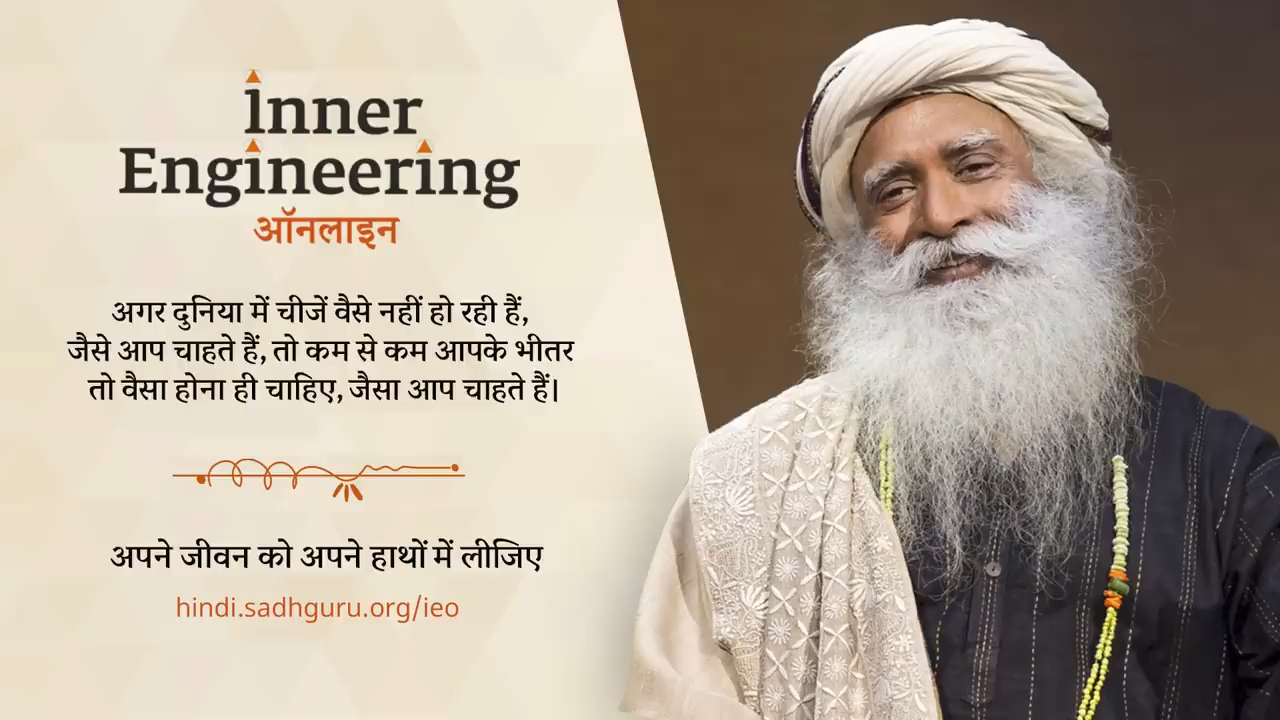 inner
Engineering
ऑनलाइन
अगर दुनिया में चीजें वैसे नहीं हो रही हैं,
जैसे आप चाहते हैं, तो कम से कम आपके भीतर
तो वैसा होना ही चाहिए, जैसा आप चाहते हैं।
अपने जीवन को अपने हाथों में लीजिए
hindi.sadhguru.org/ieo